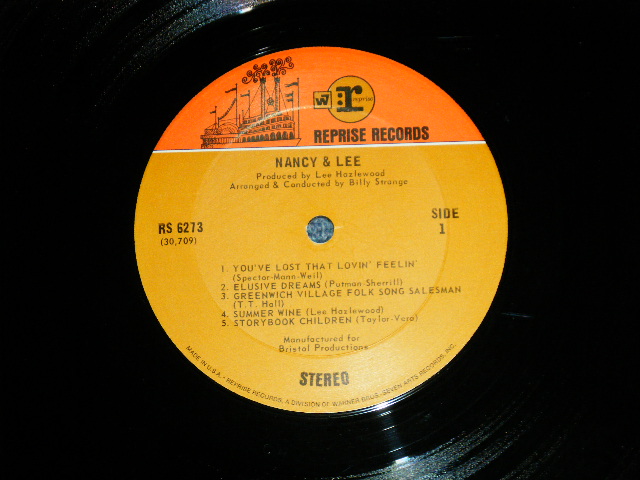 W7
r
reprise
REPRISE RECORDS
NANCY & LEE
Produced by Lee Hazlewood
Arranged & Conducted by Billy Strange
RS 6273
(30,709)
SIDE
1
1. YOU'VE LOST THAT LOVIN' FEELIN'
(Spector-Mann-Weil)
2. ELUSIVE DREAMS (Putman-Sherrill)
3. GREENWICH VILLAGE FOLK SONG SALESMAN
(T.T. Hall)
4. SUMMER WINE (Lee Hazlewood)
5. STORYBOOK CHILDREN (Taylor-Vera)
Manufactured for
Bristol Productions
STEREO
MADE IN U.S.A. • REPRISE RECORDS, A DIVISION OF WARNER BROS.-SEVEN ARTS RECORDS, INC.